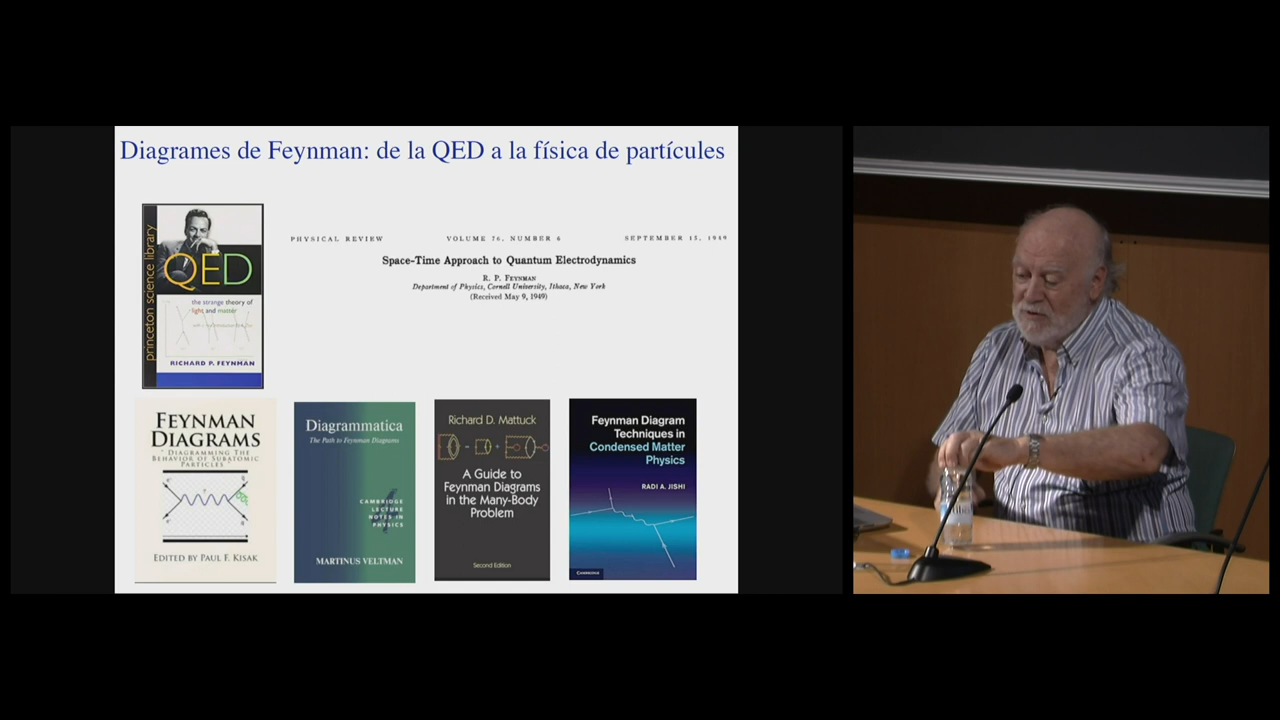 Diagrames de Feynman: de la QED a la física de partícules
princeton science library
QED
the strange theory of
light and matter
RICHARD P. FEYNMAN
PHYSICAL REVIEW VOLUME 76, NUMBER 6 SEPTEMBER 15, 1949
Space-Time Approach to Quantum Electrodynamics
R. P. FEYNMAN
Department of Physics, Cornell University, Ithaca, New York
(Received May 9, 1949)
FEYNMAN
DIAGRAMS
" DIAGRAMMING THE
BEHAVIOR OF SUBATOMIC
PARTICLES "
EDITED BY PAUL F. KISAK
Diagrammatica
The Path to Feynman Diagrams
CAMBRIDGE
LECTURE
NOTES IN
PHYSICS
4
MARTINUS VELTMAN
Richard D. Mattuck
A Guide to
Feynman Diagrams
in the Many-Body
Problem
Second Edition
Feynman Diagram
Techniques in
Condensed Matter
Physics
RADI A. JISHI
CAMBRIDGE